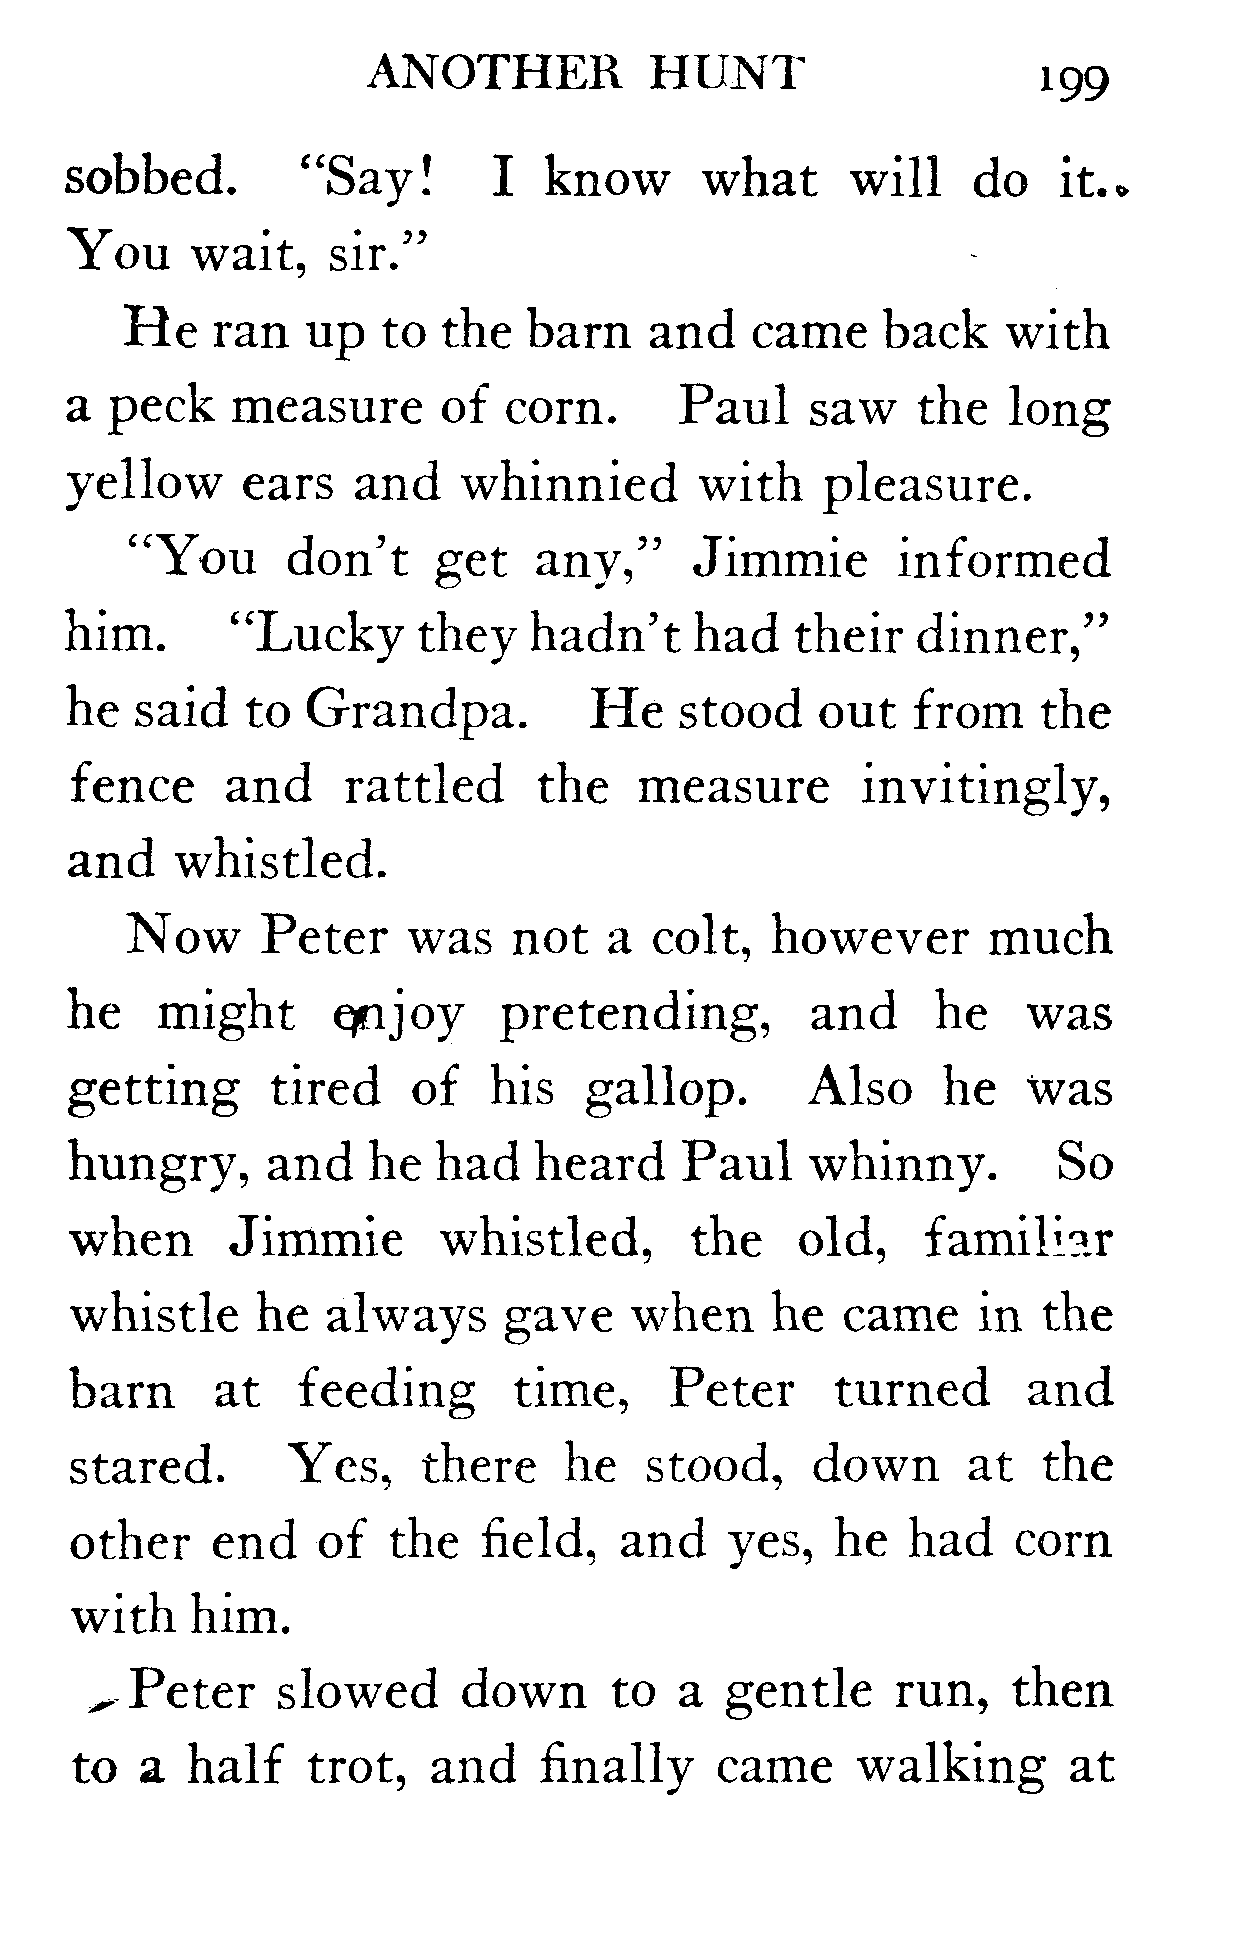 ANOTHER HUNT 199
sobbed. “Say! I know what will do it.
You wait, sir.”
He ran up to the barn and came back with
a peck measure of corn. Paul saw the long
yellow ears and whinnied with pleasure.
“You don’t get any,” Jimmie informed
him. “Lucky they hadn’t had their dinner,”
he said to Grandpa. He stood out from the
fence and rattled the measure invitingly,
and whistled.
Now Peter was not a colt, however much
he might enjoy pretending, and he was
getting tired of his gallop. Also he was
hungry, and he had heard Paul whinny. So
when Jimmie whistled, the old, familiar
whistle he always gave when he came in the
barn at feeding time, Peter turned and
stared. Yes, there he stood, down at the
other end of the field, and yes, he had corn
with him.
Peter slowed down to a gentle run, then
to a half trot, and finally came walking at